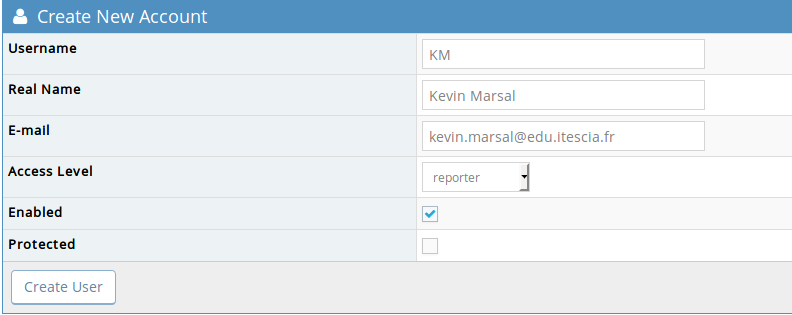 Create New Account
Username KM
Real Name Kevin Marsal
E-mail kevin.marsal@edu.itescia.fr
Access Level reporter
Enabled
Protected
Create User